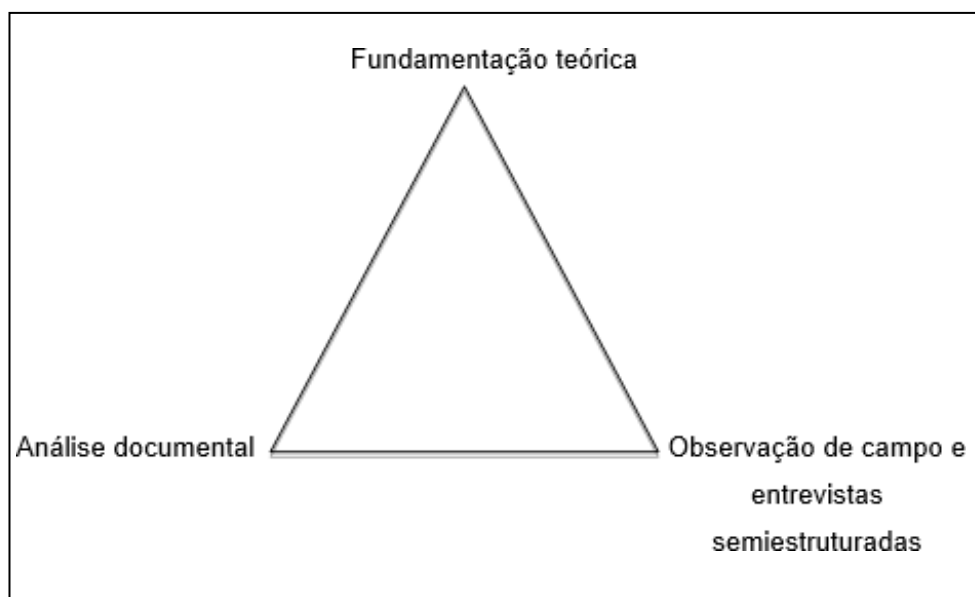 Fundamentação teórica
Análise documental
Observação de campo e
entrevistas
semiestruturadas